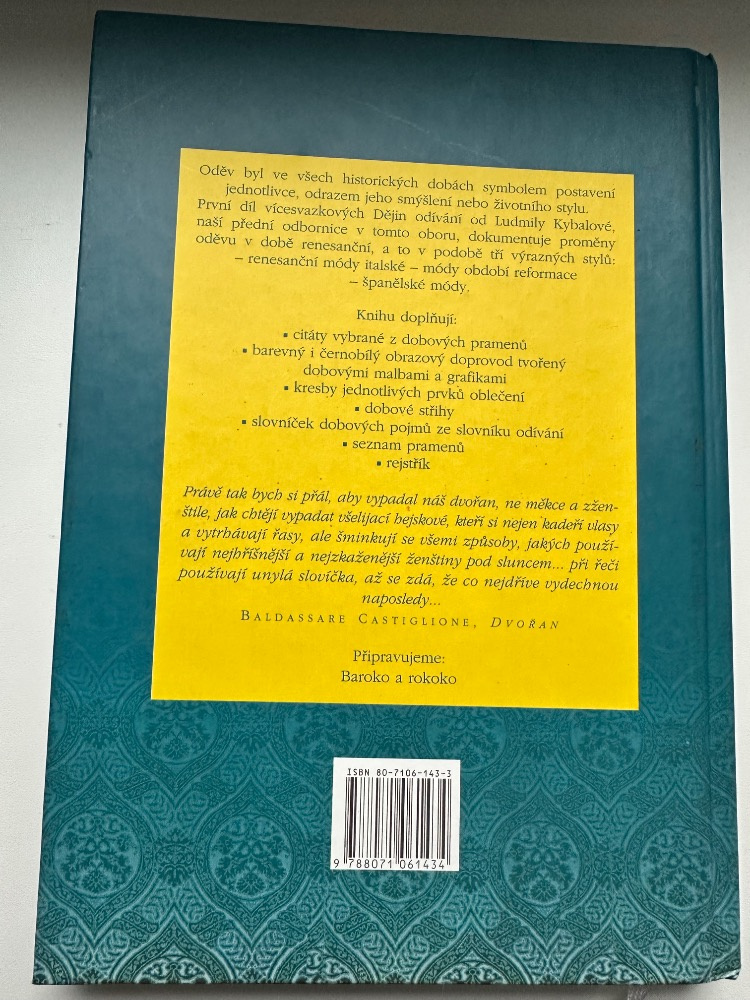 Oděv byl ve všech historických dobách symbolem postavení
jednotlivce, odrazem jeho smýšlení nebo životního stylu.
První díl vícesvazkových Dějin odívání od Ludmily Kybalové,
naší přední odbornice v tomto oboru, dokumentuje proměny
oděvu v době renesanční, a to v podobě tří výrazných stylů:
– renesanční módy italské – módy období reformace
– španělské módy.
Knihu doplňují:
▪ citáty vybrané z dobových pramenů
▪ barevný i černobílý obrazový doprovod tvořený
dobovými malbami a grafikami
▪ kresby jednotlivých prvků oblečení
▪ dobové střihy
▪ slovníček dobových pojmů ze slovníku odívání
▪ seznam pramenů
▪ rejstřík
Právě tak bych si přál, aby vypadal náš dvořan, ne měkce a zžen-
štile, jak chtějí vypadat všelijací hejskové, kteří si nejen kadeří vlasy
a vytrhávají řasy, ale šminkují se všemi způsoby, jakých použí-
vají nejhříšnější a nejzkaženější ženštiny pod sluncem... při řeči
používají unylá slovíčka, až se zdá, že co nejdříve vydechnou
naposledy...
BALDASSARE CASTIGLIONE, DVOŘAN
Připravujeme:
Baroko a rokoko
ISBN 80-7106-143-3
9 788071 061434